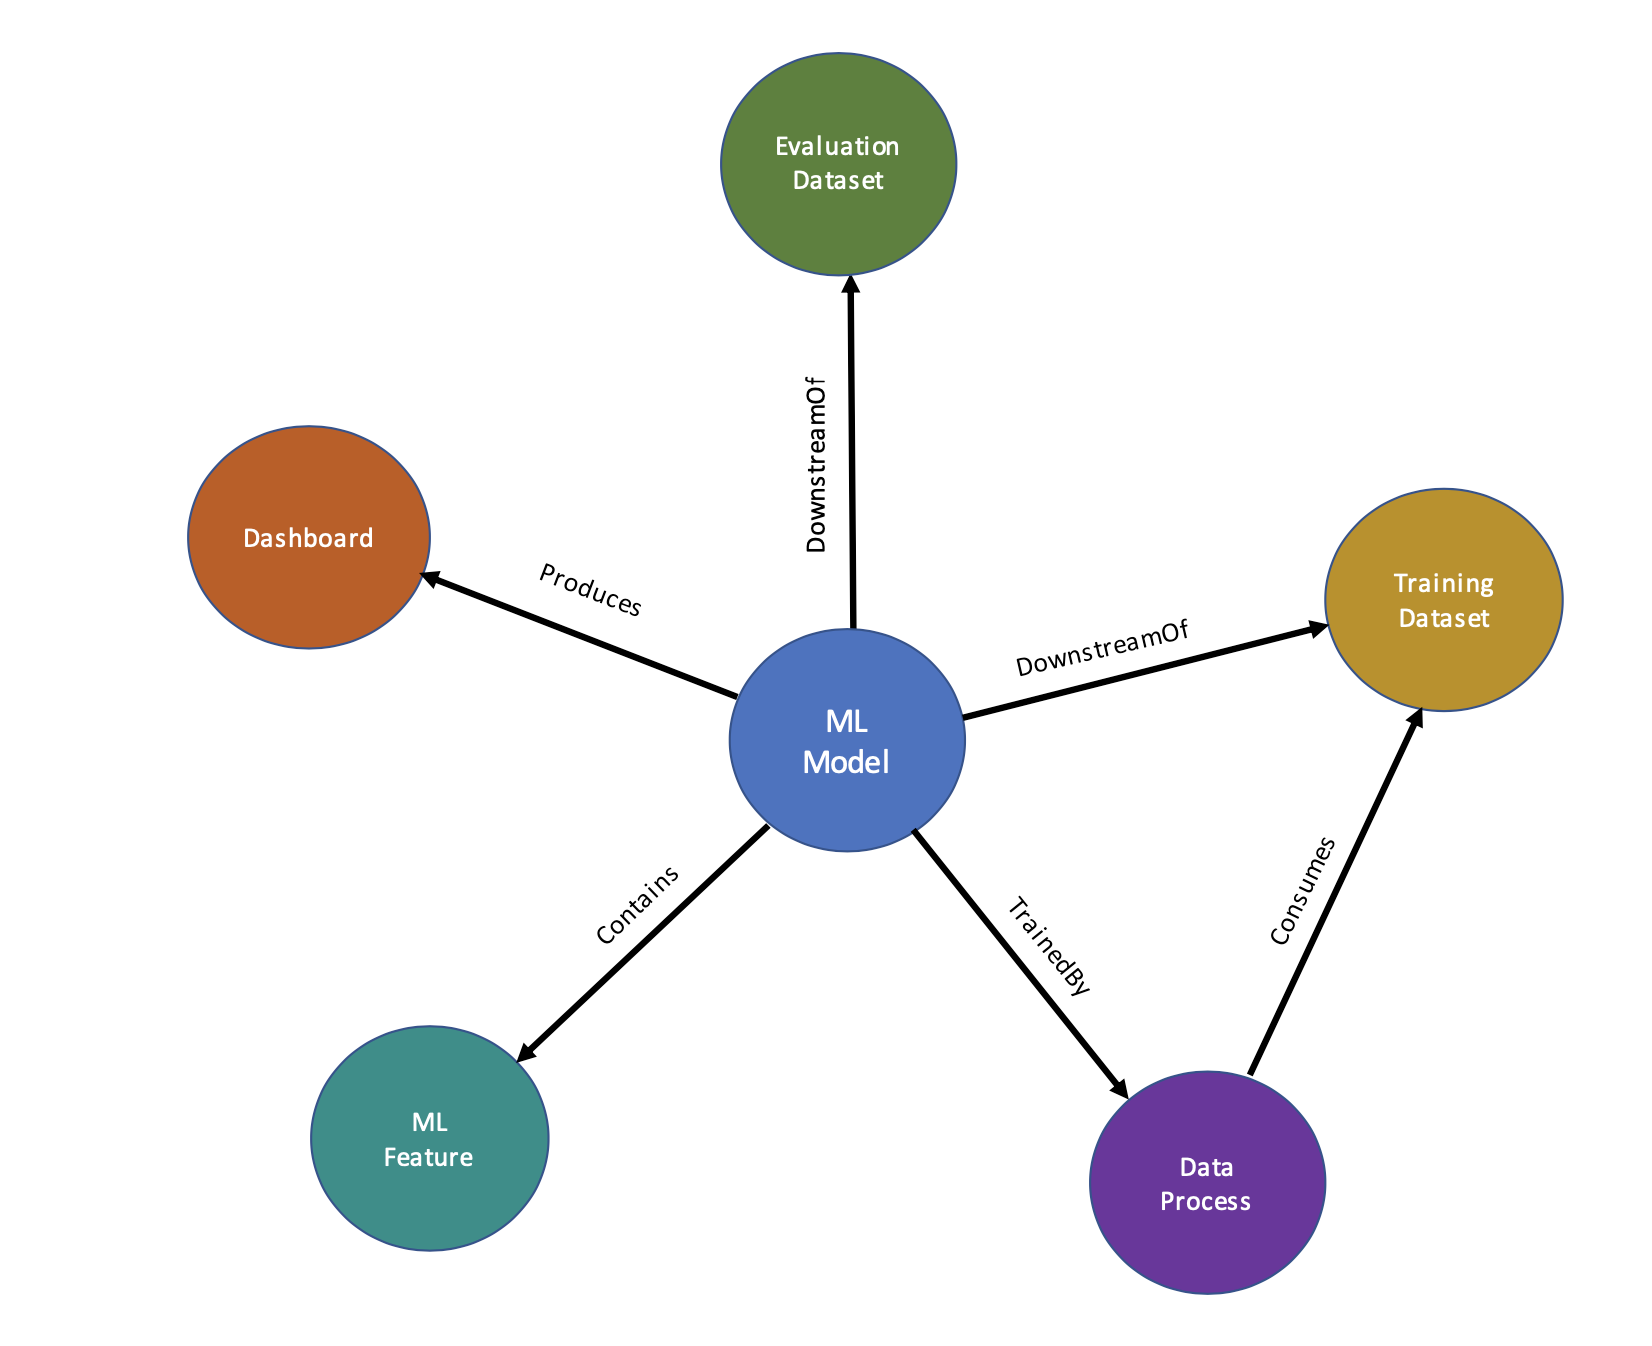 Evaluation
Dataset
DownstreamOf
Dashboard
Produces
Training
Dataset
DownstreamOf
ML
Model
Contains
TrainedBy
Consumes
ML
Feature
Data
Process